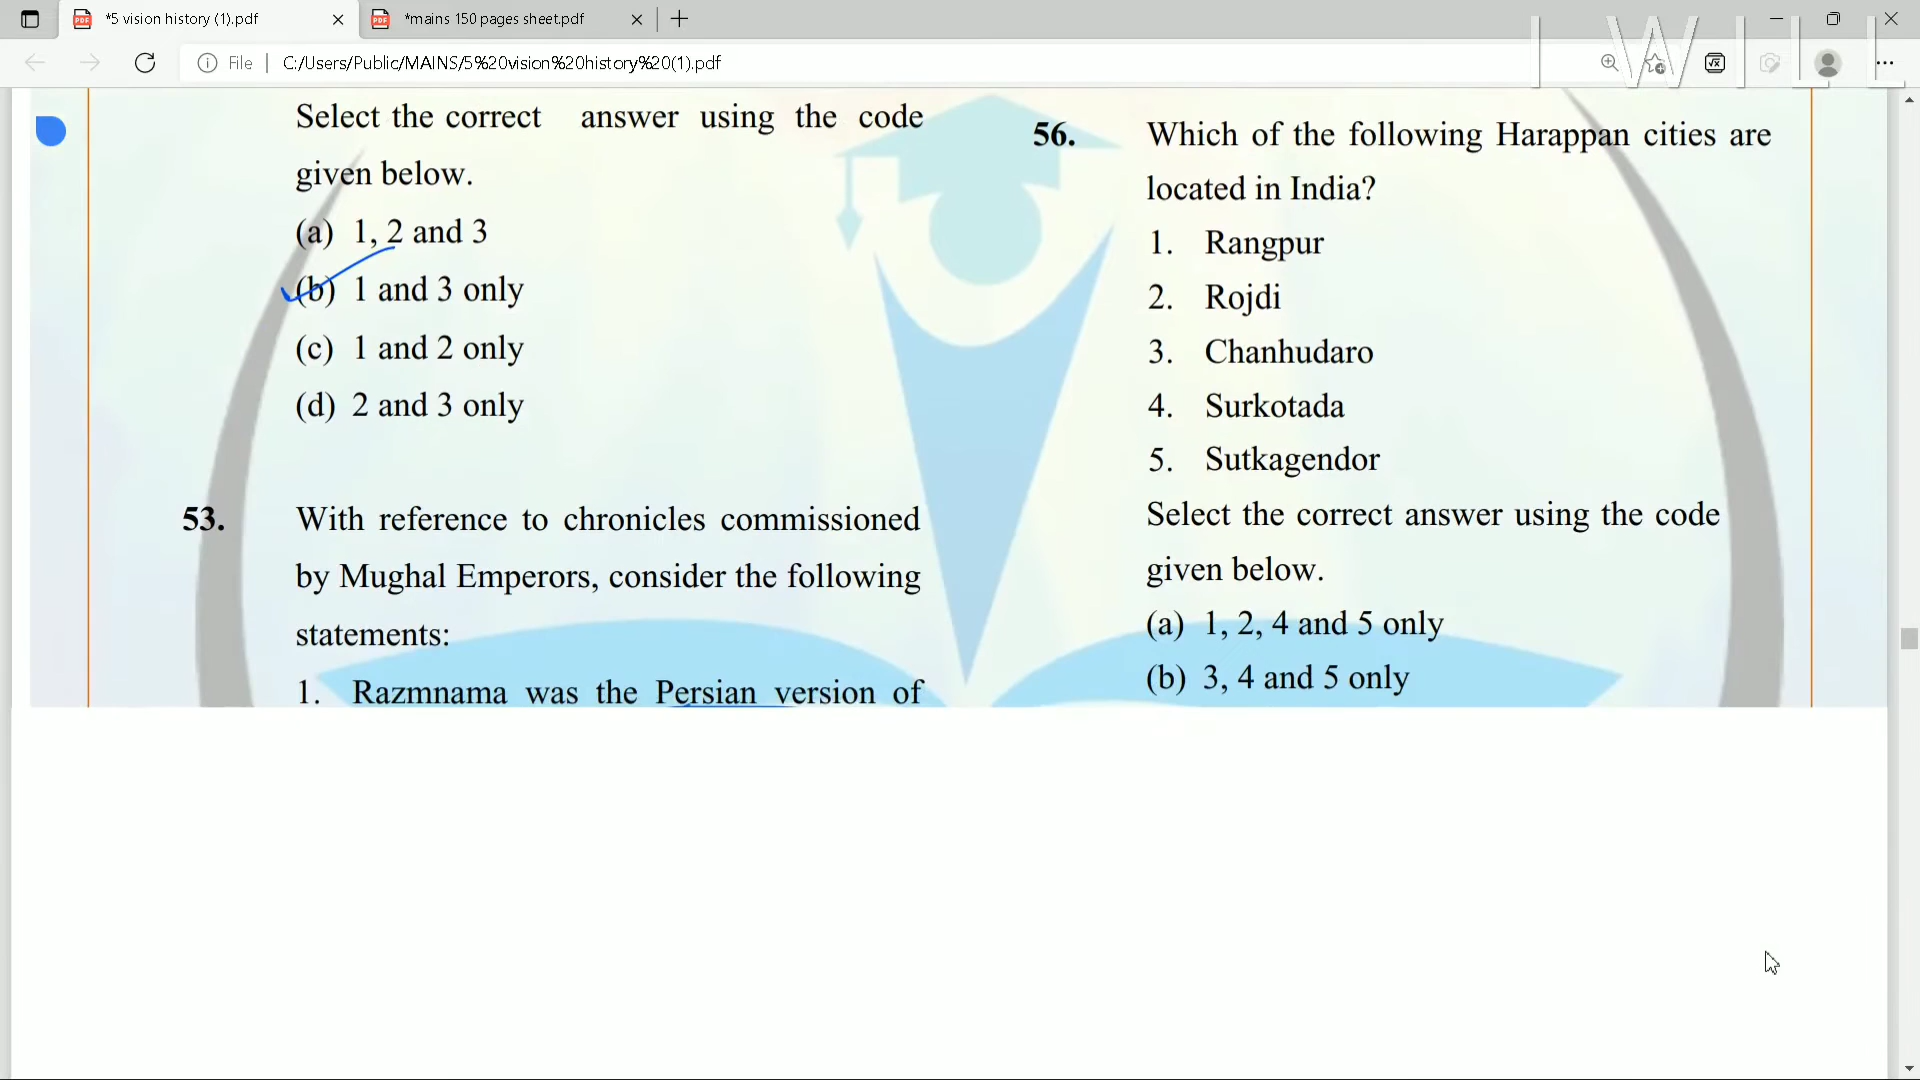 *5 vision history (1).pdf
*mains 150 pages sheet.pdf
I WILL
File
C:/Users/Public/MAINS/5%20vision%20history%20(1).pdf
Select the correct answer using the code
given below.
(a) 1, 2 and 3
(b) 1 and 3 only
(c) 1 and 2 only
(d) 2 and 3 only
53. With reference to chronicles commissioned
by Mughal Emperors, consider the following
statements:
1. Razmnama was the Persian version of
56. Which of the following Harappan cities are
located in India?
1. Rangpur
2. Rojdi
3. Chanhudaro
4. Surkotada
5. Sutkagendor
Select the correct answer using the code
given below.
(a) 1, 2, 4 and 5 only
(b) 3, 4 and 5 only